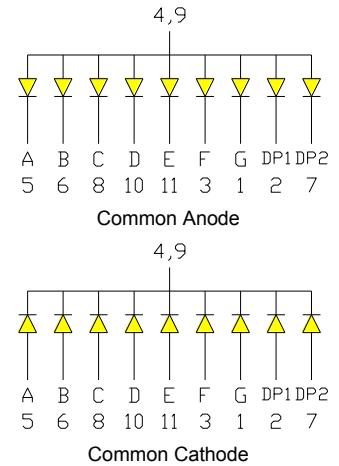 4,9
A B C D E F G DP1 DP2
5 6 8 10 11 3 1 2 7
Common Anode
4,9
A B C D E F G DP1 DP2
5 6 8 10 11 3 1 2 7
Common Cathode